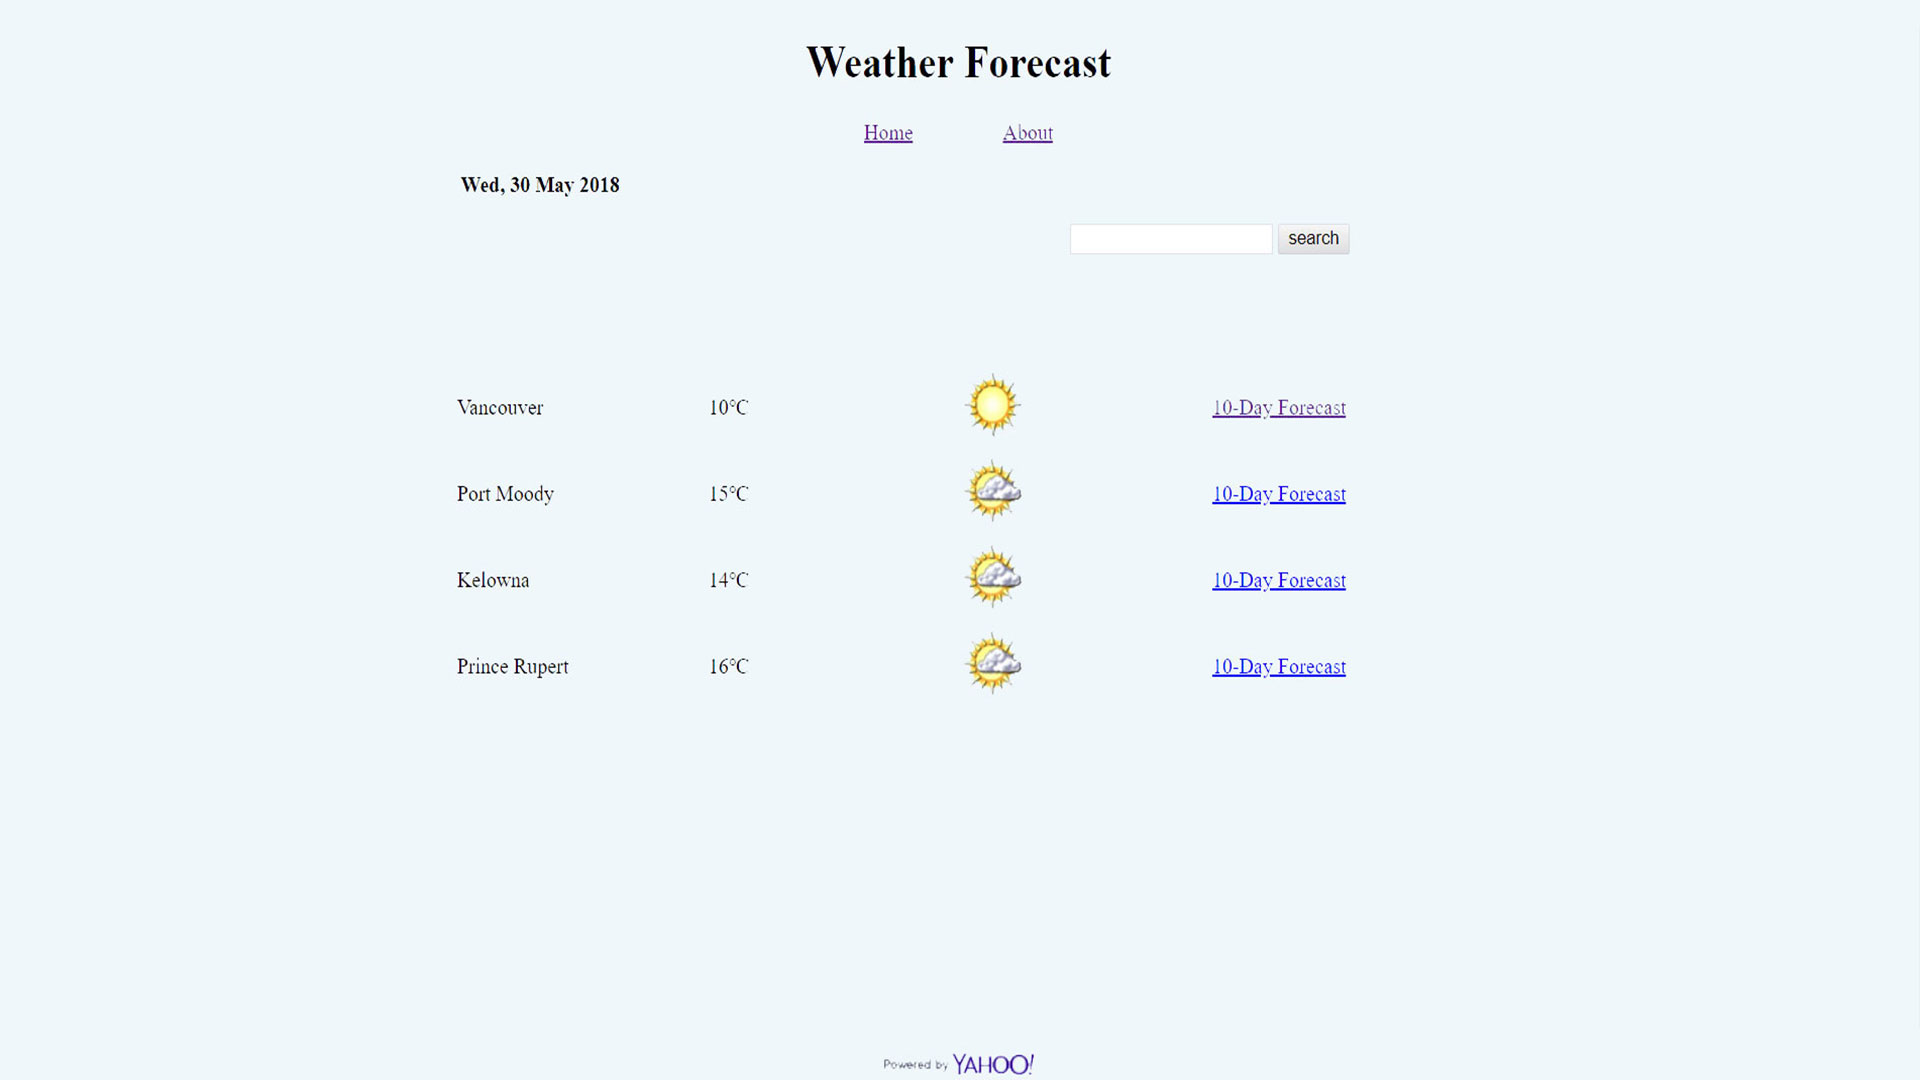 Weather Forecast
Home About
Wed, 30 May 2018
search
Vancouver 10°C 10-Day Forecast
Port Moody 15°C 10-Day Forecast
Kelowna 14°C 10-Day Forecast
Prince Rupert 16°C 10-Day Forecast
Powered by YAHOO!